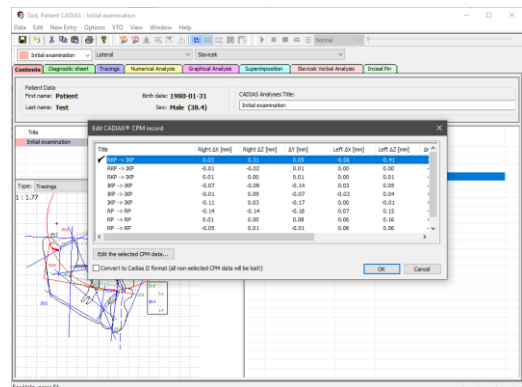 Test, Patient CADIAS - Initial examination
Data Edit New Entry Options VTO View Window Help
Normal
Initial examination Lateral Slavicek
Contents Diagnostic sheet Tracings Numerical Analysis Graphical Analysis Superimposition Slavicek Verbal Analysis Incisal Pin
Patient Data
First name: Patient Birth date: 1980-01-31
Last name: Test Sex: Male (38.4)
CADIAS Analyses Title:
Initial examination
Title
Initial examination
Type: Tracings
1 : 1.77
Edit CADIAX® CPM record
Title Right ΔX [mm] Right ΔZ [mm] ΔY [mm] Left ΔX [mm] Left ΔZ [mm]
RKP -> IKP 0.03 0.31 0.05 -0.06 -0.41
RKP -> IKP -0.01 -0.02 0.01 0.00 0.00
RKP -> IKP 0.01 0.00 0.01 0.00 0.01
IKP -> IKP -0.07 -0.09 -0.14 0.03 0.05
IKP -> IKP -0.01 0.09 -0.07 -0.03 0.04
IKP -> IKP -0.11 0.03 -0.17 0.00 -0.01
RP -> RP -0.14 -0.14 -0.18 0.07 0.15
RP -> RP 0.01 0.00 0.08 0.06 0.16
RP -> RP -0.05 0.01 -0.01 0.06 0.06
Edit the selected CPM data...
Convert to Cadias II format (all non-selected CPM data will be lost!)
OK Cancel